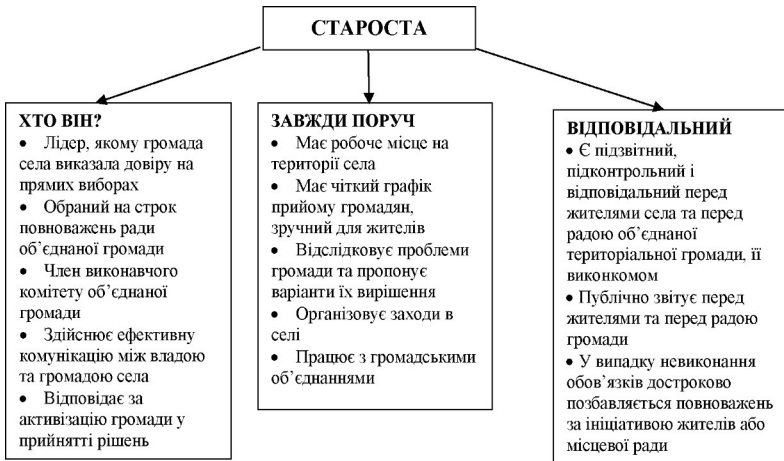 СТАРОСТА
ХТО ВІН?
• Лідер, якому громада
села виказала довіру на
прямих виборах
• Обраний на строк
повноважень ради
об’єднаної громади
• Член виконавчого
комітету об’єднаної
громади
• Здійснює ефективну
комунікацію між владою
та громадою села
• Відповідає за
активізацію громади у
прийнятті рішень
ЗАВЖДИ ПОРУЧ
• Має робоче місце на
території села
• Має чіткий графік
прийому громадян,
зручний для жителів
• Відслідковує проблеми
громади та пропонує
варіанти їх вирішення
• Організовує заходи в
селі
• Працює з громадськими
об’єднаннями
ВІДПОВІДАЛЬНИЙ
• Є підзвітний,
підконтрольний і
відповідальний перед
жителями села та перед
радою об’єднаної
територіальної громади, її
виконкомом
• Публічно звітує перед
жителями та перед радою
громади
• У випадку невиконання
обов’язків достроково
позбавляється повноважень
за ініціативою жителів або
місцевої ради